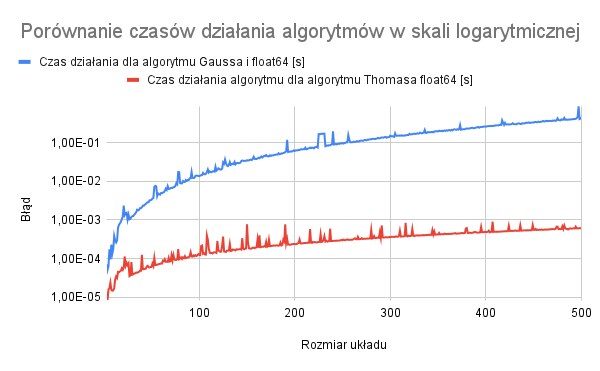 Porównanie czasów działania algorytmów w skali logarytmicznej
Czas działania dla algorytmu Gaussa i float64 [s]
Czas działania algorytmu dla algorytmu Thomasa float64 [s]
1,00E-01
1,00E-02
1,00E-03
1,00E-04
1,00E-05
Błąd
100
200
300
400
500
Rozmiar układu